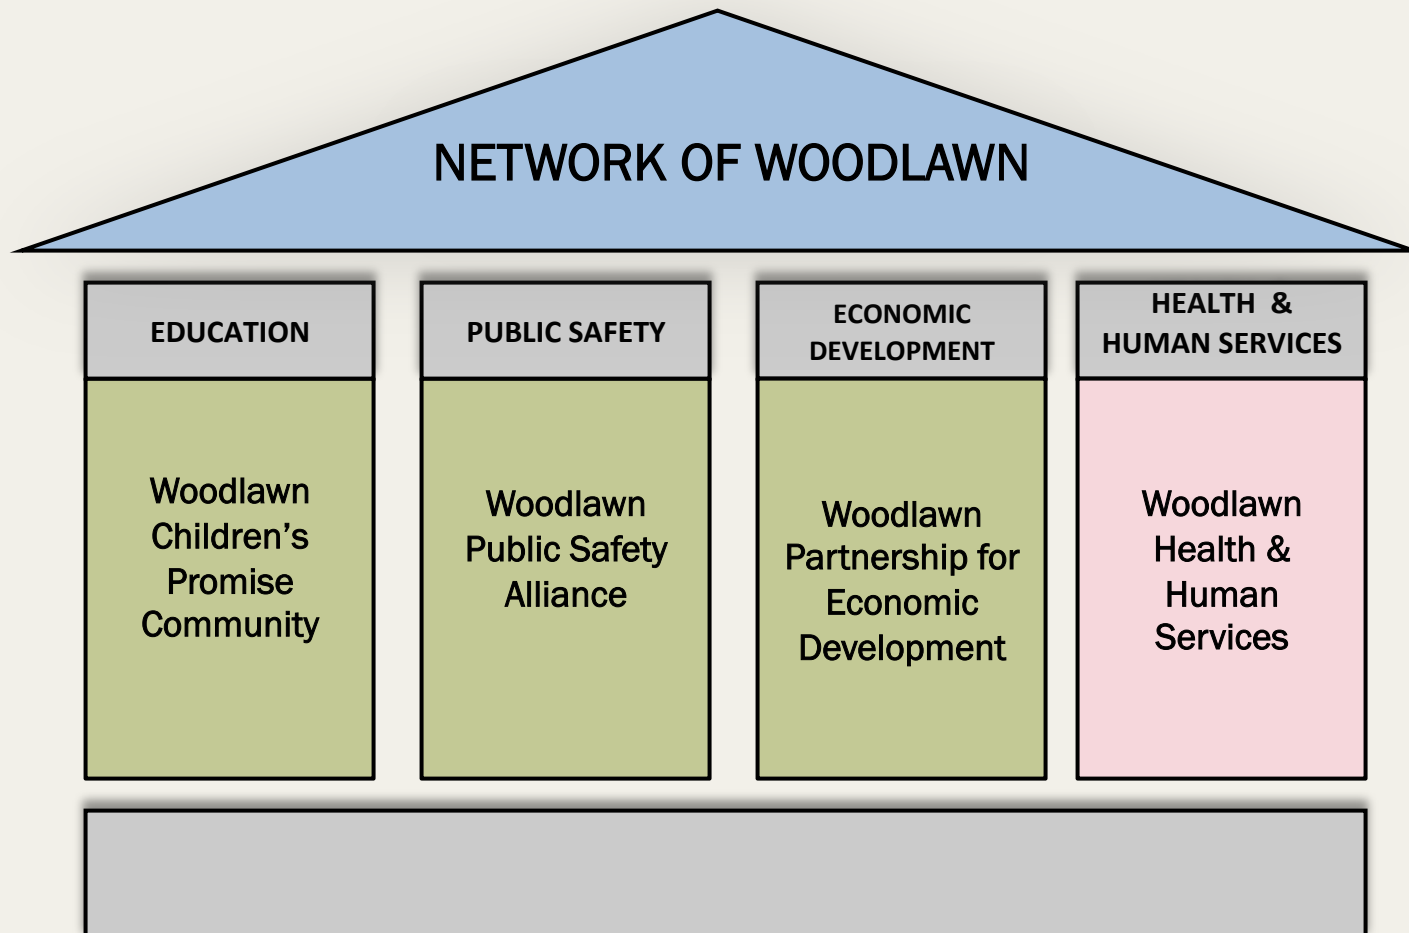 NETWORK OF WOODLAWN
EDUCATION
Woodlawn
Children’s
Promise
Community
PUBLIC SAFETY
Woodlawn
Public Safety
Alliance
ECONOMIC
DEVELOPMENT
Woodlawn
Partnership for
Economic
Development
HEALTH &
HUMAN SERVICES
Woodlawn
Health &
Human
Services